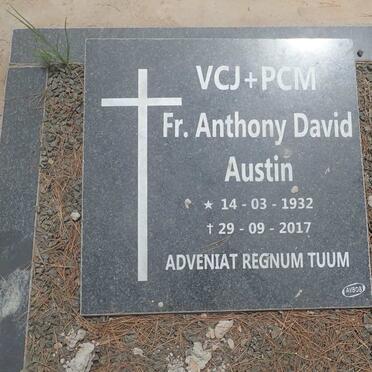 VCJ+PCM
Fr. Anthony David
Austin
★ 14 - 03 - 1932
† 29 - 09 - 2017
ADVENIAT REGNUM TUUM